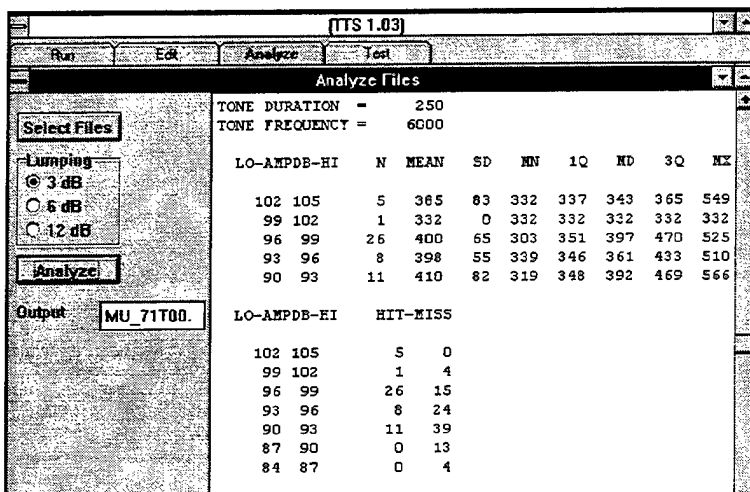 (TTS 1.03)
Run Edit Analyze Test
Analyze Files
Select Files
Lumping
3 dB
6 dB
12 dB
Analyze
Output MU_71T00.
TONE DURATION = 250
TONE FREQUENCY = 6000
LO-AMPDB-HI N MEAN SD MN 1Q MD 3Q MX
102 105 5 385 83 332 337 343 365 549
99 102 1 332 0 332 332 332 332 332
96 99 26 400 65 303 351 397 470 525
93 96 8 398 55 339 346 361 433 510
90 93 11 410 82 319 348 392 469 566
LO-AMPDB-HI HIT-MISS
102 105 5 0
99 102 1 4
96 99 26 15
93 96 8 24
90 93 11 39
87 90 0 13
84 87 0 4